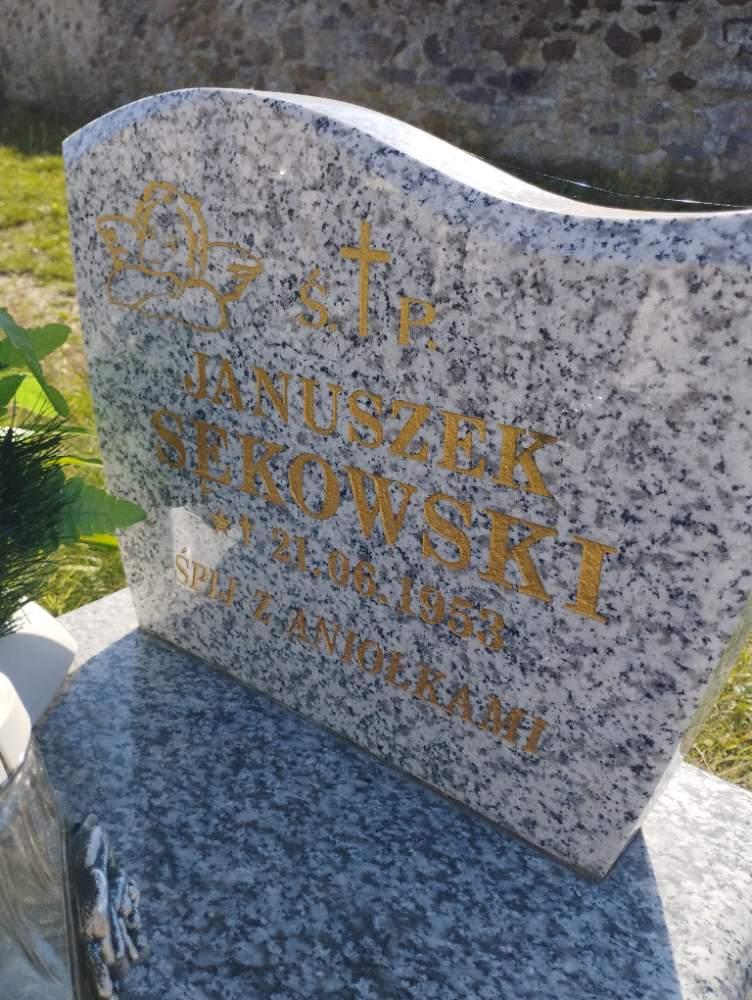 Ś. P.
JANUSZEK
SĘKOWSKI
* † 21.06.1953
ŚPIJ Z ANIOŁKAMI